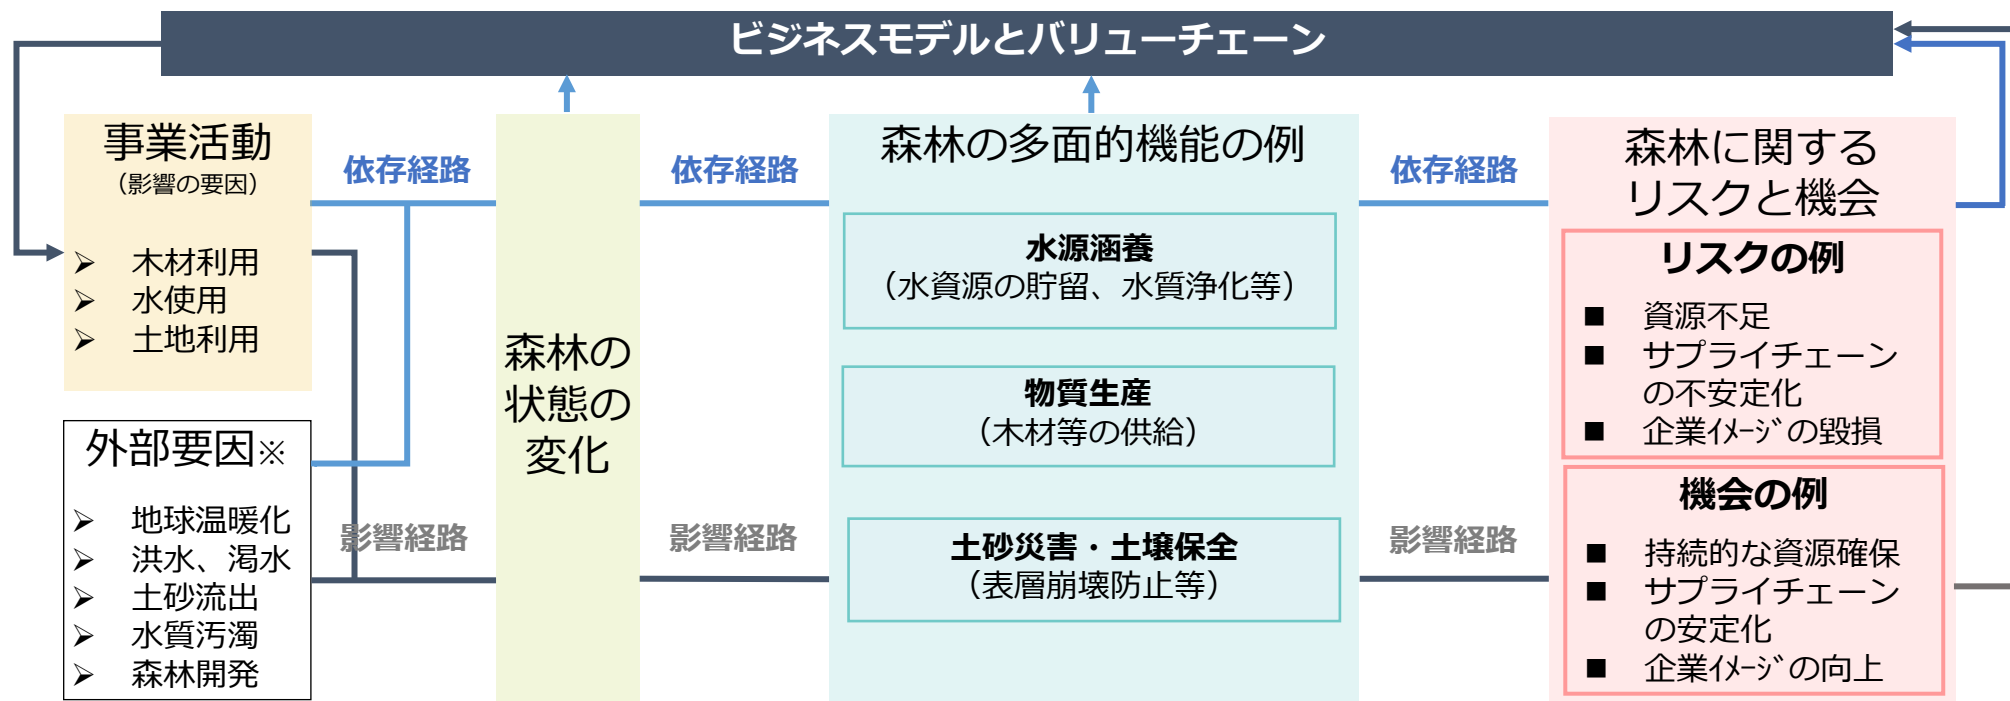 ビジネスモデルとバリューチェーン
事業活動
（影響の要因）
➢ 木材利用
➢ 水使用
➢ 土地利用
外部要因※
➢ 地球温暖化
➢ 洪水、渇水
➢ 土砂流出
➢ 水質汚濁
➢ 森林開発
依存経路
影響経路
森林の
状態の
変化
依存経路
影響経路
森林の多面的機能の例
水源涵養
（水資源の貯留、水質浄化等）
物質生産
（木材等の供給）
土砂災害・土壌保全
（表層崩壊防止等）
依存経路
影響経路
森林に関する
リスクと機会
リスクの例
■ 資源不足
■ サプライチェーン
の不安定化
■ 企業ｲﾒｰｼﾞの毀損
機会の例
■ 持続的な資源確保
■ サプライチェーン
の安定化
■ 企業ｲﾒｰｼﾞの向上